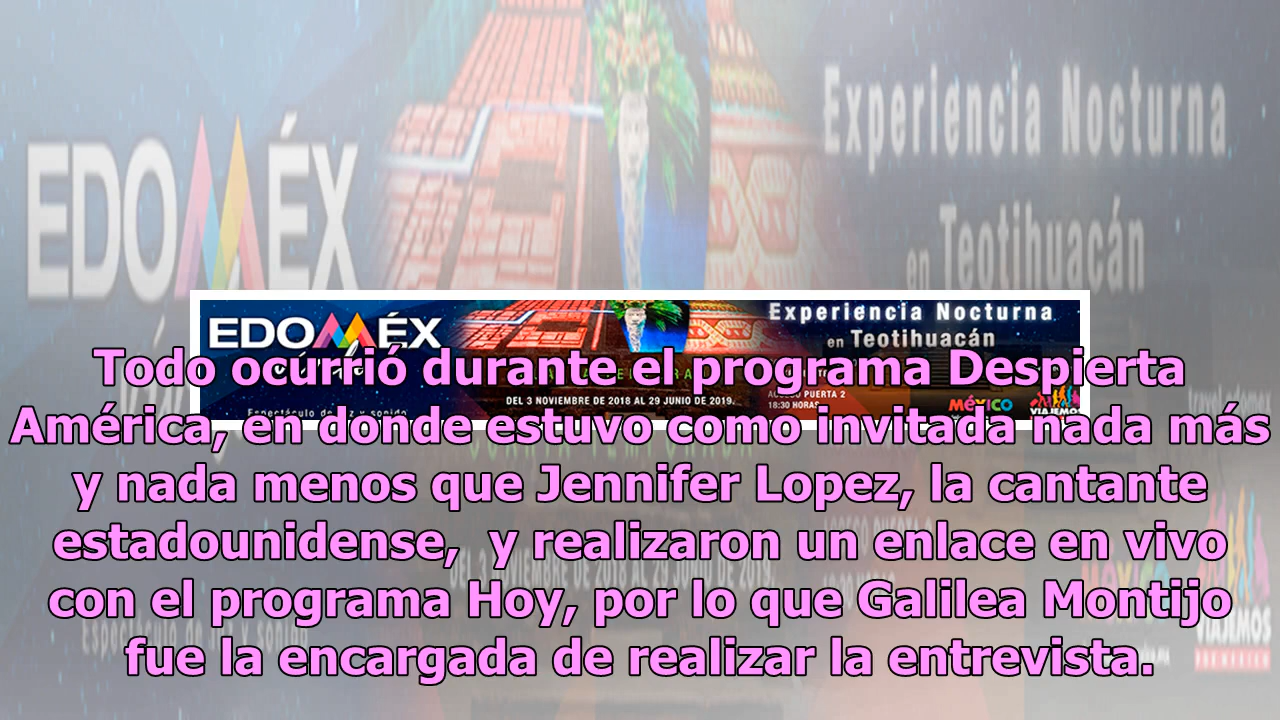 EDOMÉX
Experiencia Nocturna
en Teotihuacán
EDOMÉX
Experiencia Nocturna
en Teotihuacán
DEL 3 NOVIEMBRE DE 2018 AL 29 JUNIO DE 2019.
PUERTA 2
18:30 HORAS
MÉXICO
VIAJEMOS
Todo ocurrió durante el programa Despierta
América, en donde estuvo como invitada nada más
y nada menos que Jennifer Lopez, la cantante
estadounidense, y realizaron un enlace en vivo
con el programa Hoy, por lo que Galilea Montijo
fue la encargada de realizar la entrevista.
VIAJEMOS